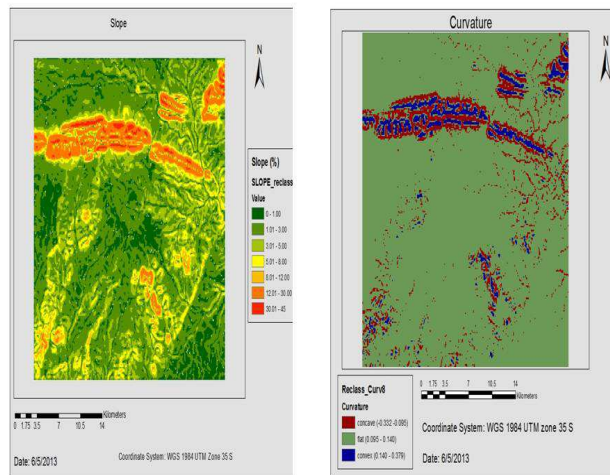 Slope
N
Slope (%)
SLOPE_reclass
Value
0 - 1.00
1.01 - 3.00
3.01 - 5.00
5.01 - 8.00
8.01 - 12.00
12.01 - 30.00
30.01 - 43
Kilometers
0 1.75 3.5 7 10.5 14
Coordinate System: WGS 1984 UTM Zone 35 S
Date: 6/5/2013
Curvature
N
Reclass_Curv8
Curvature
concave (-0.332 -0.095)
flat (0.095 - 0.140)
convex (0.140 - 0.379)
Kilometers
0 1.75 3.5 7 10.5 14
Coordinate System: WGS 1984 UTM zone 35 S
Date: 6/5/2013